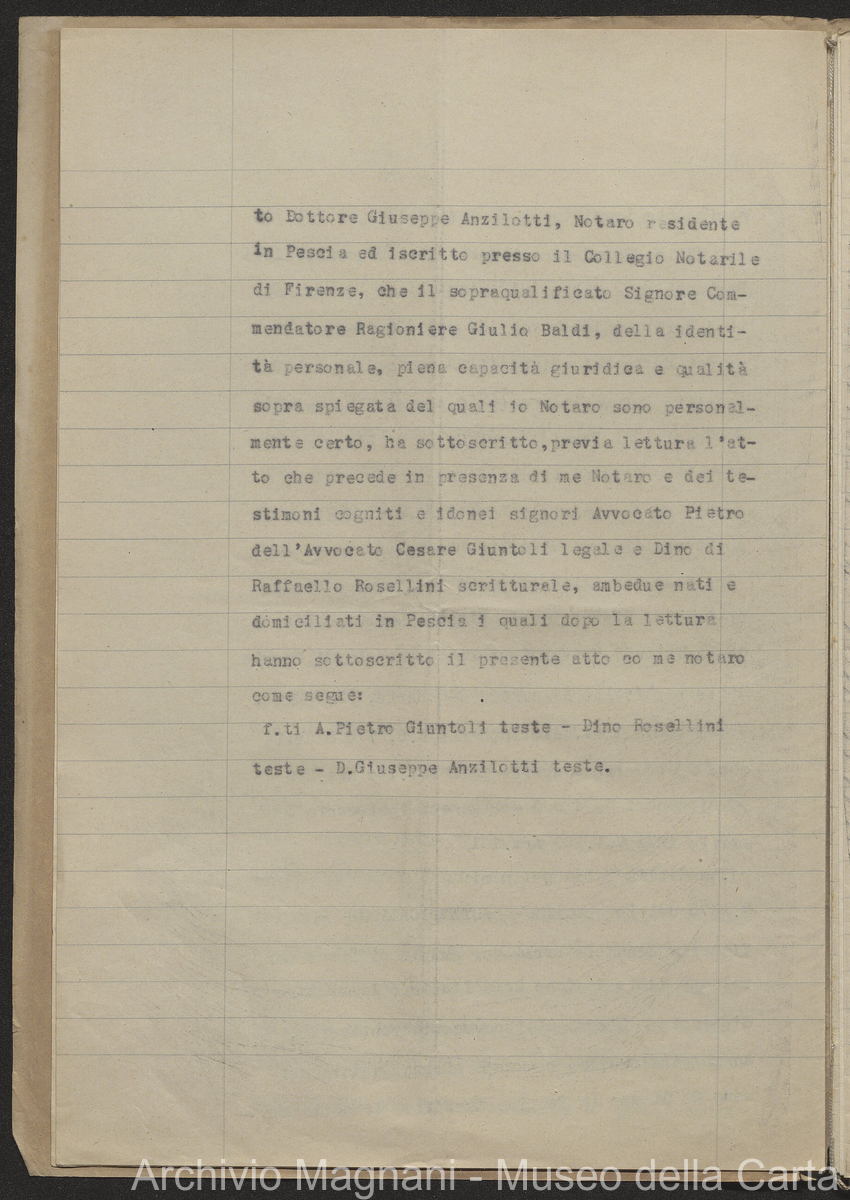 to Dottore Giuseppe Anzilotti, Notaro residente
in Pescia ed iscritto presso il Collegio Notarile
di Firenze, che il sopraqualificato Signore Com-
mendatore Ragioniere Giulio Baldi, della identi-
tà personale, piena capacità giuridica e qualità
sopra spiegata del quali io Notaro sono personal-
mente certo, ha sottoscritto,previa lettura l'at-
to che precede in presenza di me Notaro e dei te-
stimoni cogniti e idonei signori Avvocato Pietro
dell'Avvocato Cesare Giuntoli legale e Dino di
Raffaello Rosellini scritturale, ambedue nati e
domiciliati in Pescia i quali dopo la lettura
hanno sottoscritto il presente atto co me notaro
come segue:
f.ti A.Pietro Giuntoli teste - Dino Rosellini
teste - D.Giuseppe Anzilotti teste.
Archivio Magnani - Museo della Carta